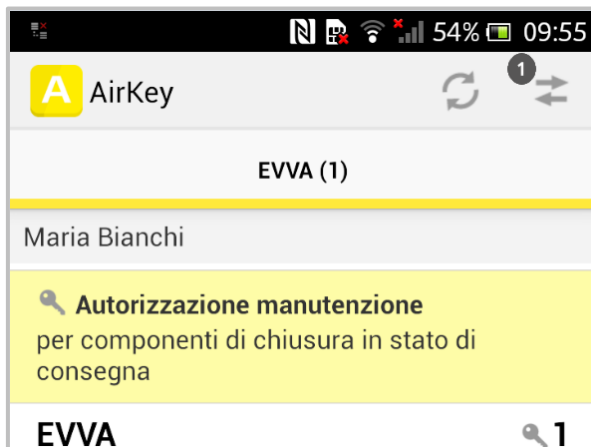 54% 09:55
A AirKey 1
EVVA (1)
Maria Bianchi
Autorizzazione manutenzione
per componenti di chiusura in stato di
consegna
EVVA 1